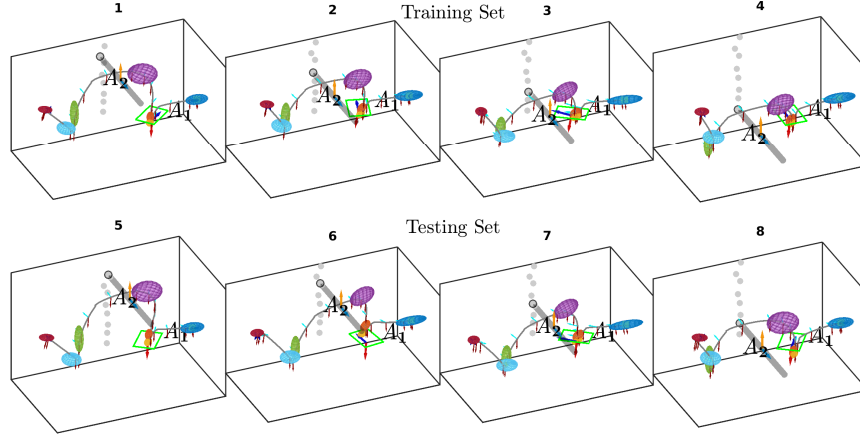 Training Set
1 2 3 4
A₂ A₁ A₂ A₁ A₂ A₁ A₂ A₁
Testing Set
5 6 7 8
A₂ A₁ A₂ A₁ A₂ A₁ A₂ A₁